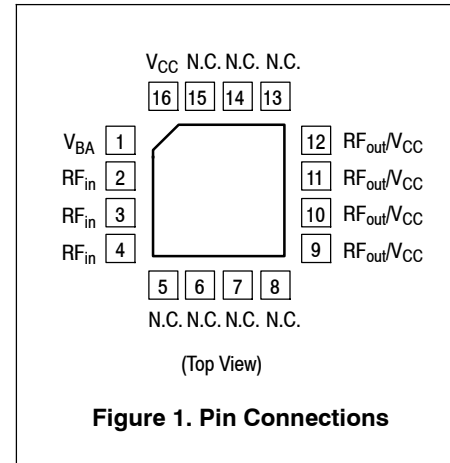 VCC N.C. N.C. N.C.
16 15 14 13
VBA 1 12 RFout/VCC
RFin 2 11 RFout/VCC
RFin 3 10 RFout/VCC
RFin 4 9 RFout/VCC
5 6 7 8
N.C. N.C. N.C. N.C.
(Top View)
Figure 1. Pin Connections